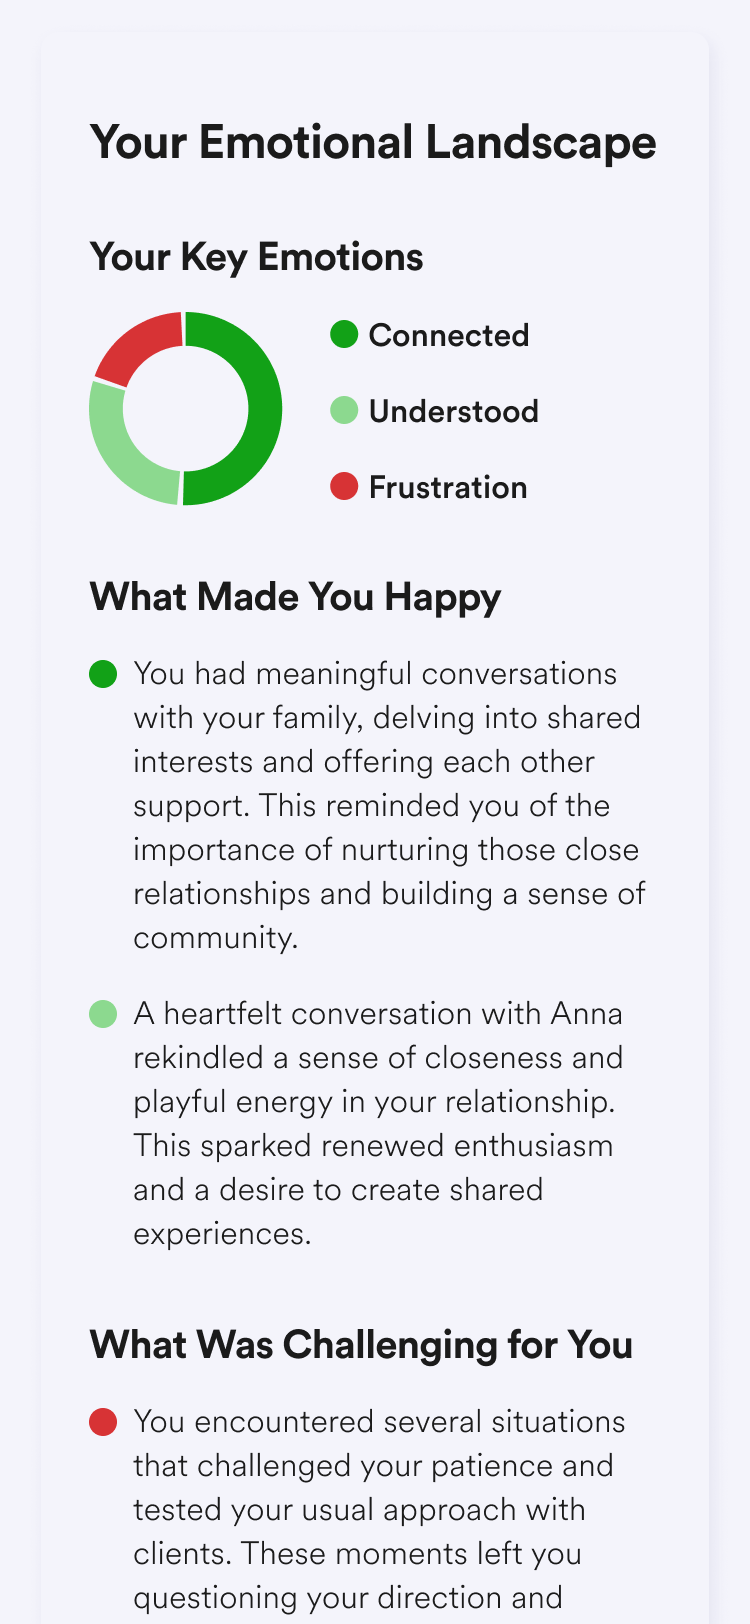 Your Emotional Landscape
Your Key Emotions
Connected
Understood
Frustration
What Made You Happy
You had meaningful conversations
with your family, delving into shared
interests and offering each other
support. This reminded you of the
importance of nurturing those close
relationships and building a sense of
community.
A heartfelt conversation with Anna
rekindled a sense of closeness and
playful energy in your relationship.
This sparked renewed enthusiasm
and a desire to create shared
experiences.
What Was Challenging for You
You encountered several situations
that challenged your patience and
tested your usual approach with
clients. These moments left you
questioning your direction and